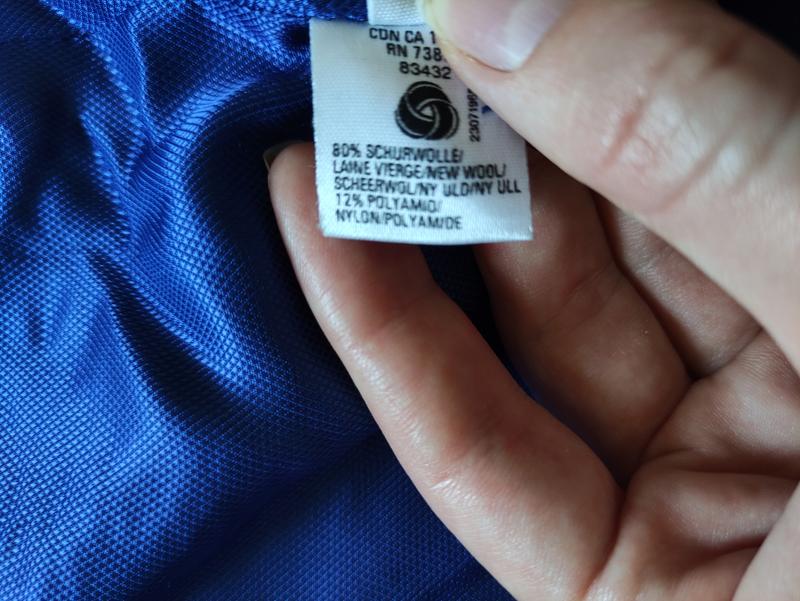 CDN CA 1
RN 738
83432
80% SCHURWOLLE/
LAINE VIERGE/NEW WOOL/
SCHEERWOL/NY ULD/NY ULL
12% POLYAMID/
NYLON/POLYAMIDE